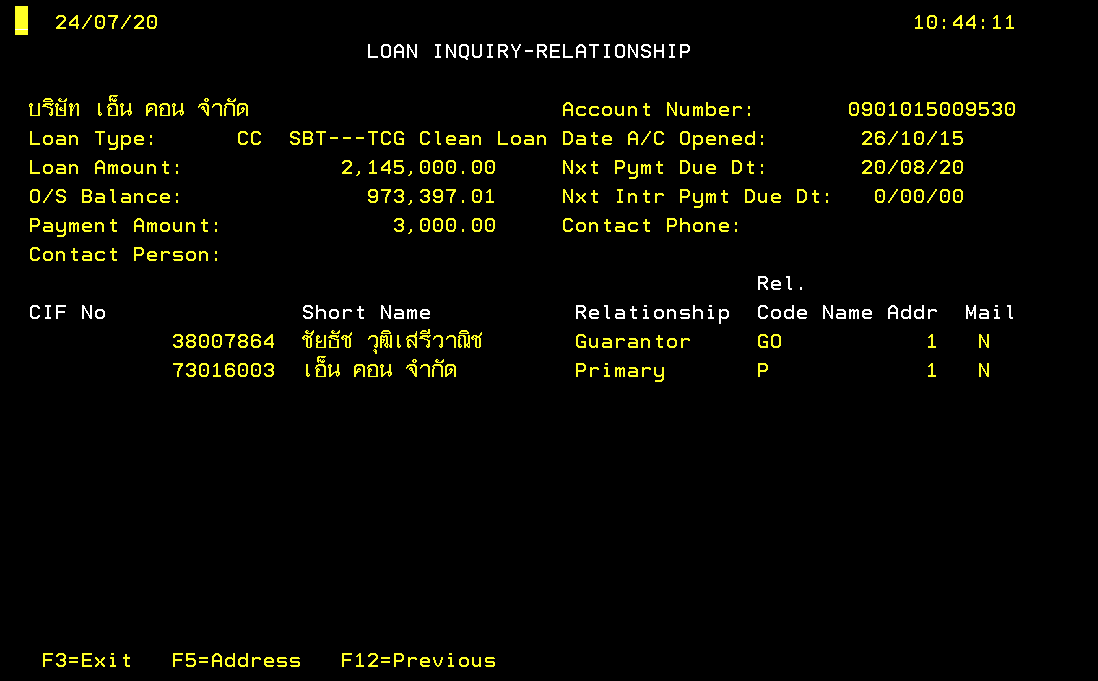 24/07/20 10:44:11
LOAN INQUIRY-RELATIONSHIP
บริษัท เอ็น คอน จำกัด Account Number: 0901015009530
Loan Type: CC SBT---TCG Clean Loan Date A/C Opened: 26/10/15
Loan Amount: 2,145,000.00 Nxt Pymt Due Dt: 20/08/20
O/S Balance: 973,397.01 Nxt Intr Pymt Due Dt: 0/00/00
Payment Amount: 3,000.00 Contact Phone:
Contact Person:
Rel.
CIF No Short Name Relationship Code Name Addr Mail
38007864 ชัยธัช วุฒิเสรีวาณิช Guarantor GO 1 N
73016003 เอ็น คอน จำกัด Primary P 1 N
F3=Exit F5=Address F12=Previous